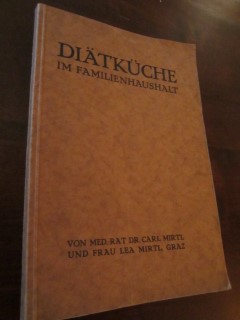 DIÄTKÜCHE
IM FAMILIENHAUSHALT
VON MED. RAT DR. CARL MIRTL
UND FRAU LEA MIRTL, GRAZ